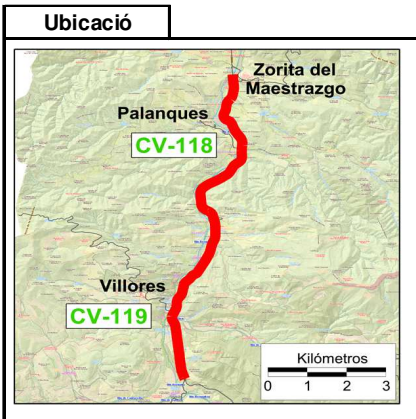 Ubicació
Zorita del
Maestrazgo
Palanques
CV-118
Villores
CV-119
Kilómetros
0 1 2 3